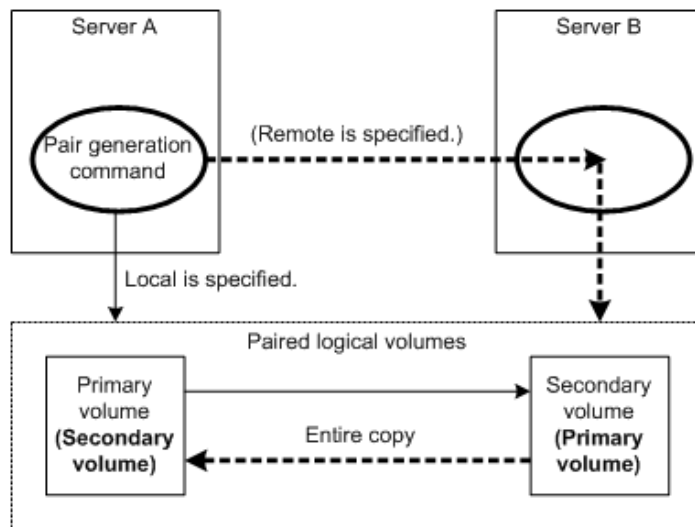 Server A
Server B
(Remote is specified.)
Pair generation
command
Local is specified.
Paired logical volumes
Primary
volume
(Secondary
volume)
Entire copy
Secondary
volume
(Primary
volume)